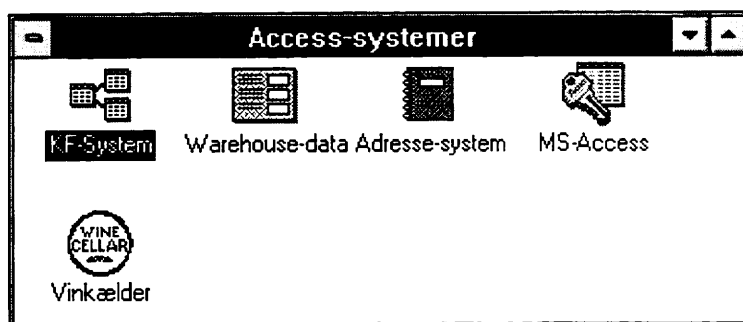 Access-systemer
KF-System Warehouse-data Adresse-system MS-Access
WINE
CELLAR
Vinkælder